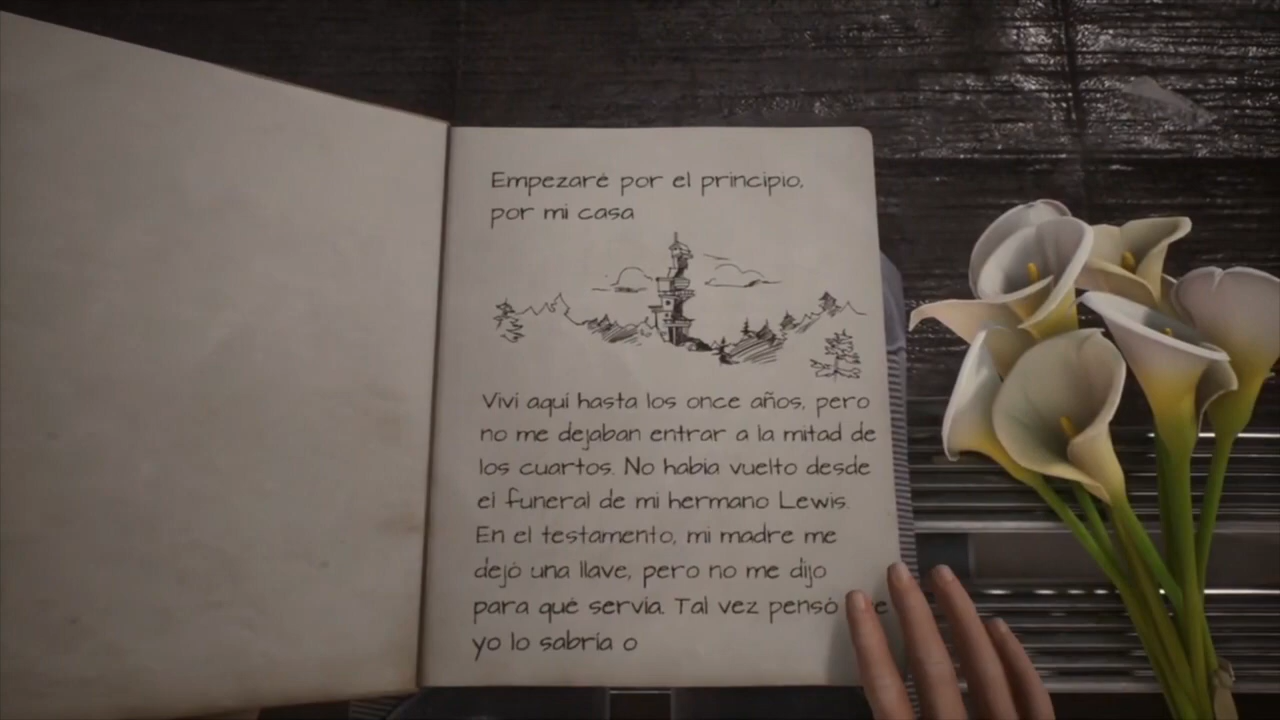 Empezaré por el principio,
por mi casa
Viví aquí hasta los once años, pero
no me dejaban entrar a la mitad de
los cuartos. No había vuelto desde
el funeral de mi hermano Lewis.
En el testamento, mi madre me
dejó una llave, pero no me dijo
para qué servía. Tal vez pensó
yo lo sabría o